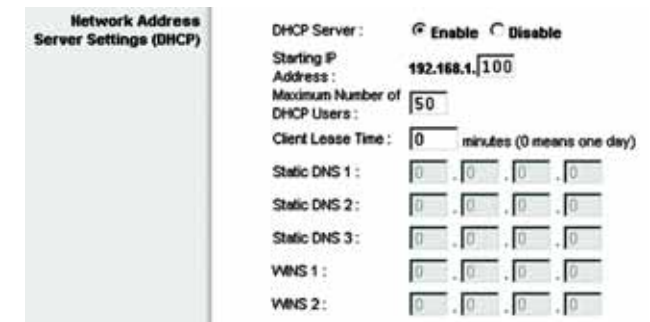 Network Address
Server Settings (DHCP)
DHCP Server : Enable Disable
Starting IP
Address : 192.168.1. 100
Maximum Number of
DHCP Users : 50
Client Lease Time : 0 minutes (0 means one day)
Static DNS 1 : 0 . 0 . 0 . 0
Static DNS 2 : 0 . 0 . 0 . 0
Static DNS 3 : 0 . 0 . 0 . 0
WINS 1 : 0 . 0 . 0 . 0
WINS 2 : 0 . 0 . 0 . 0